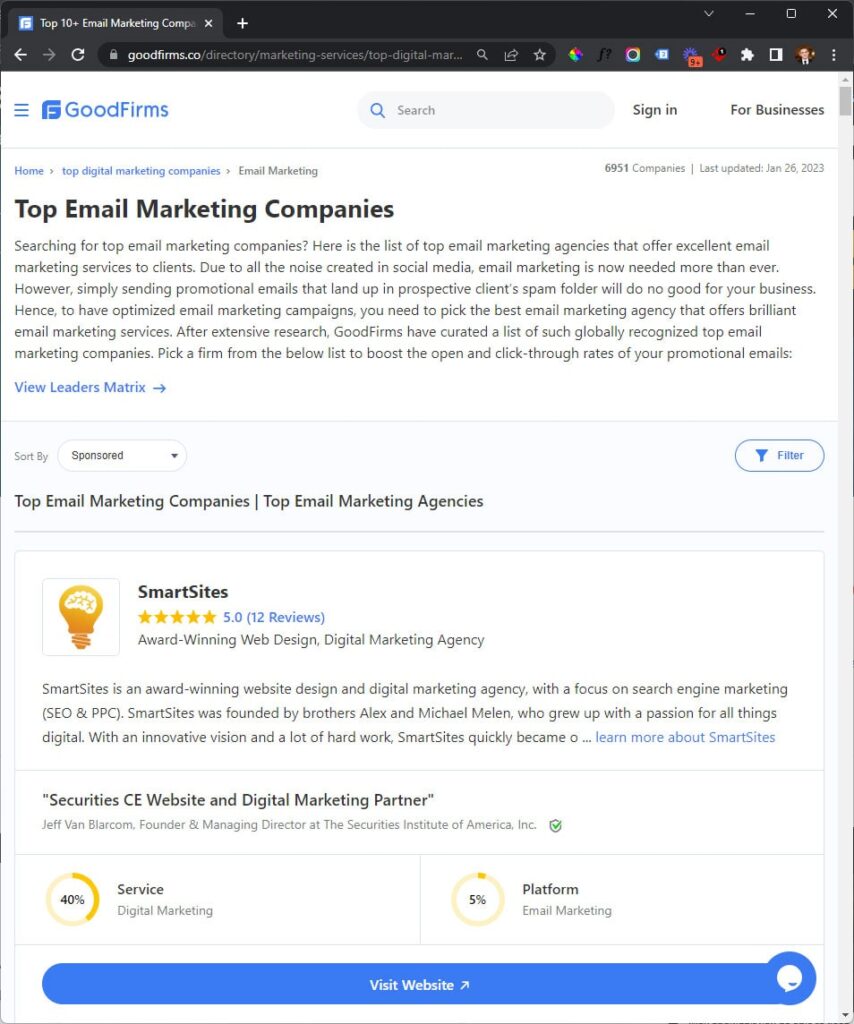 Top 10+ Email Marketing Compa
goodfirms.co/directory/marketing-services/top-digital-mar...
f?
9+
1
GoodFirms
Search
Sign in
For Businesses
Home › top digital marketing companies › Email Marketing
6951 Companies | Last updated: Jan 26, 2023
Top Email Marketing Companies
Searching for top email marketing companies? Here is the list of top email marketing agencies that offer excellent email
marketing services to clients. Due to all the noise created in social media, email marketing is now needed more than ever.
However, simply sending promotional emails that land up in prospective client's spam folder will do no good for your business.
Hence, to have optimized email marketing campaigns, you need to pick the best email marketing agency that offers brilliant
email marketing services. After extensive research, GoodFirms have curated a list of such globally recognized top email
marketing companies. Pick a firm from the below list to boost the open and click-through rates of your promotional emails:
View Leaders Matrix →
Sort By
Sponsored
Filter
Top Email Marketing Companies | Top Email Marketing Agencies
SmartSites
5.0 (12 Reviews)
Award-Winning Web Design, Digital Marketing Agency
SmartSites is an award-winning website design and digital marketing agency, with a focus on search engine marketing
(SEO & PPC). SmartSites was founded by brothers Alex and Michael Melen, who grew up with a passion for all things
digital. With an innovative vision and a lot of hard work, SmartSites quickly became o ... learn more about SmartSites
"Securities CE Website and Digital Marketing Partner"
Jeff Van Blarcom, Founder & Managing Director at The Securities Institute of America, Inc.
40%
Service
Digital Marketing
5%
Platform
Email Marketing
Visit Website